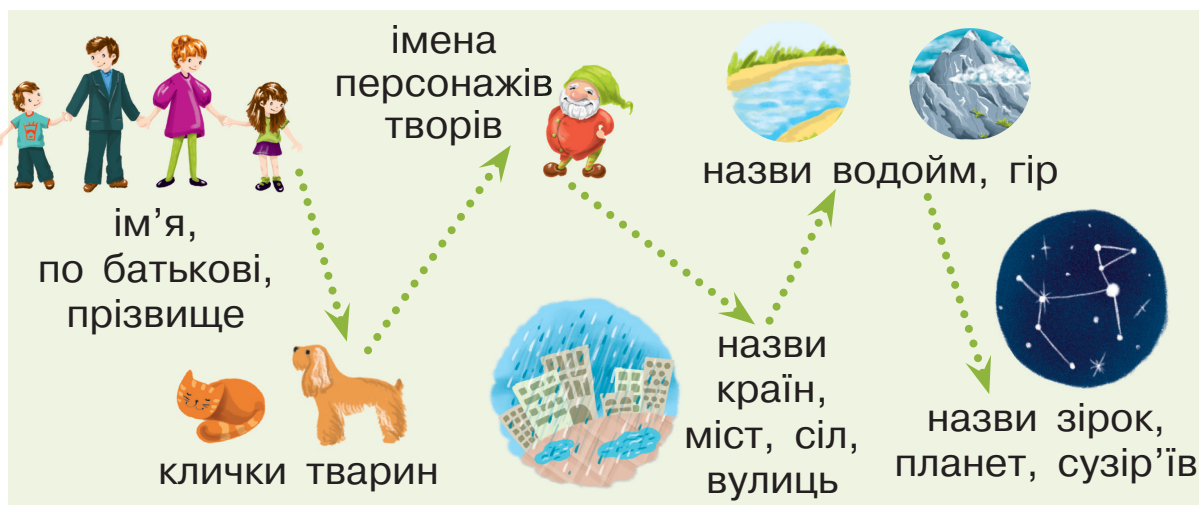 ім’я,
по батькові,
прізвище
клички тварин
імена
персонажів
творів
назви
країн,
міст, сіл,
вулиць
назви водойм, гір
назви зірок,
планет, сузір’їв